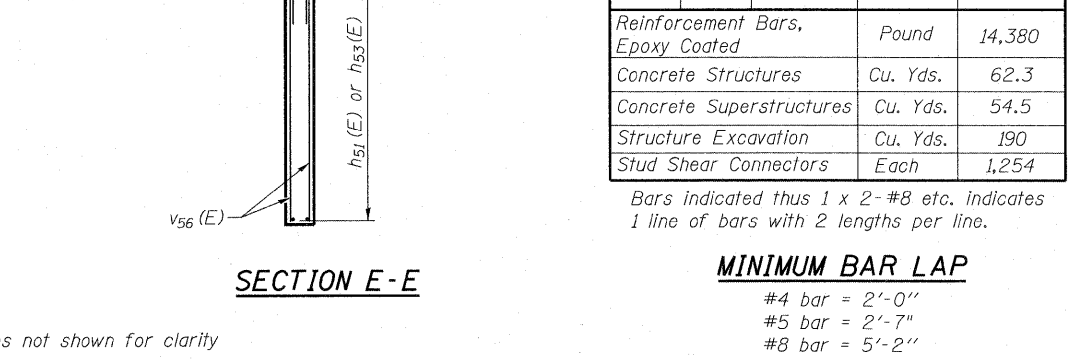 h51(E) or h53(E)
v56(E)
SECTION E-E
not shown for clarity
Reinforcement Bars,
Epoxy Coated Pound 14,380
Concrete Structures Cu. Yds. 62.3
Concrete Superstructures Cu. Yds. 54.5
Structure Excavation Cu. Yds. 190
Stud Shear Connectors Each 1,254
Bars indicated thus 1 x 2-#8 etc. indicates
1 line of bars with 2 lengths per line.
MINIMUM BAR LAP
#4 bar = 2'-0''
#5 bar = 2'-7"
#8 bar = 5'-2''